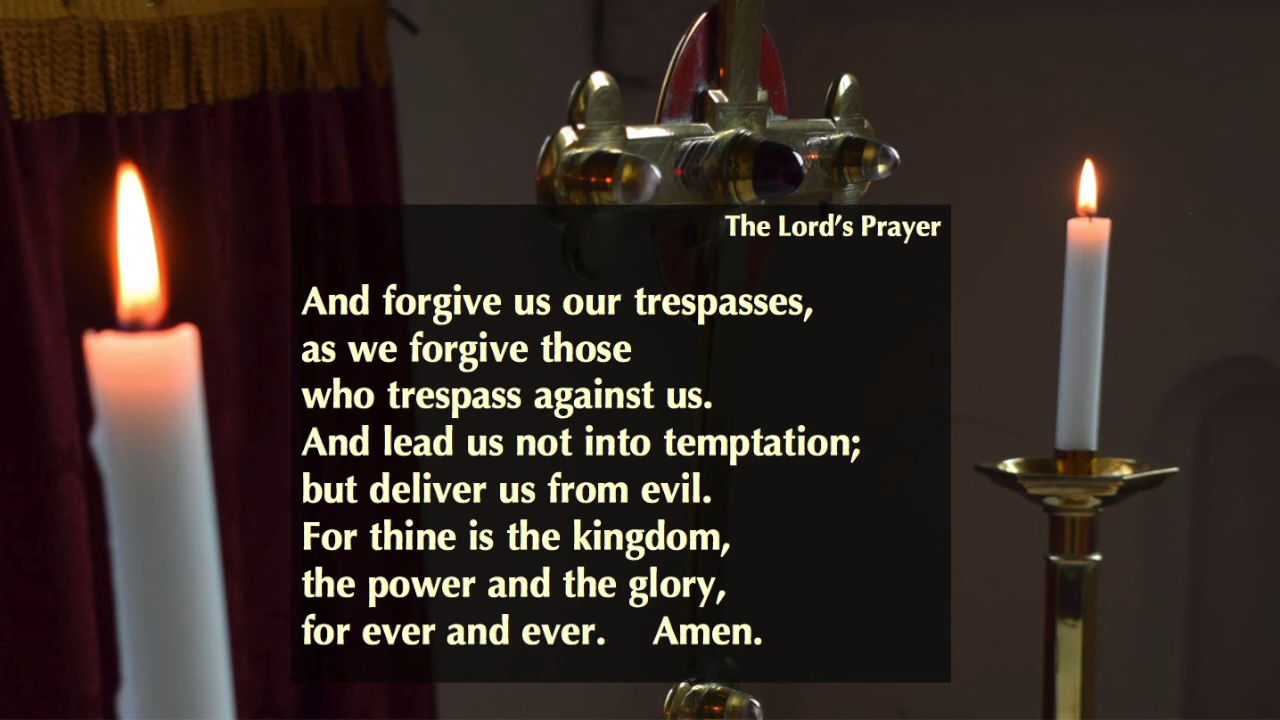 The Lord's Prayer
And forgive us our trespasses,
as we forgive those
who trespass against us.
And lead us not into temptation;
but deliver us from evil.
For thine is the kingdom,
the power and the glory,
for ever and ever. Amen.